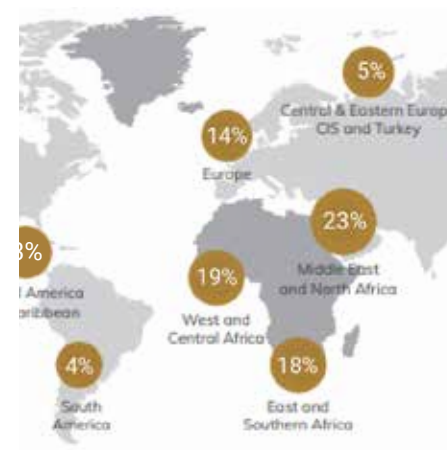 5%
Central & Eastern Europ
CIS and Turkey
14%
Europe
23%
Middle East
and North Africa
3%
l America
aribbean
19%
West and
Central Africa
4%
South
America
18%
East and
Southern Africa